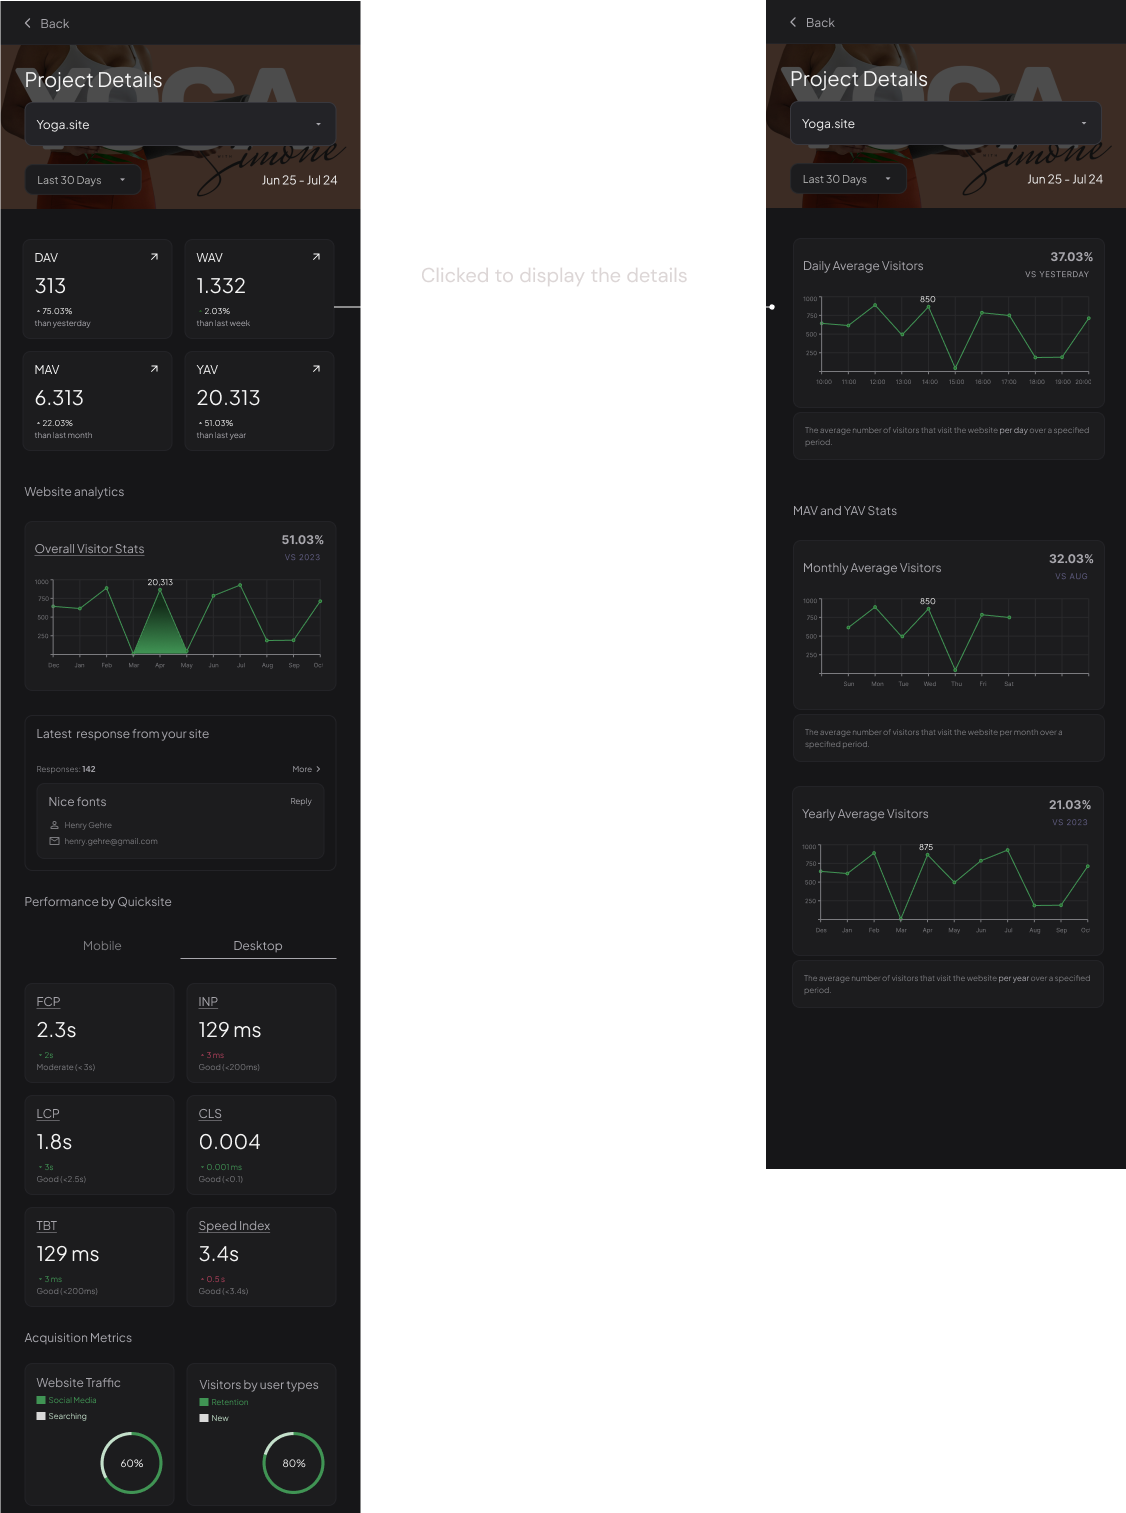 Back
Project Details
YOGA
Yoga.site
Simone
Last 30 Days
Jun 25 - Jul 24
DAV
313
75.03%
than yesterday
WAV
1.332
2.03%
than last week
MAV
6.313
22.03%
than last month
YAV
20.313
51.03%
than last year
Website analytics
Overall Visitor Stats
51.03%
VS 2023
20,313
1000
750
500
250
Dec Jan Feb Mar Apr May Jun Jul Aug Sep Oc
Latest response from your site
Responses: 142
More
Nice fonts
Reply
Henry Gehre
henry.gehre@gmail.com
Performance by Quicksite
Mobile
Desktop
FCP
2.3s
2s
Moderate (< 3s)
INP
129 ms
3 ms
Good (<200ms)
LCP
1.8s
3s
Good (<2.5s)
CLS
0.004
0.001 ms
Good (<0.1)
TBT
129 ms
3 ms
Good (<200ms)
Speed Index
3.4s
0.5 s
Good (<3.4s)
Acquisition Metrics
Website Traffic
Social Media
Searching
60%
Visitors by user types
Retention
New
80%
Clicked to display the details
Back
Project Details
YOGA
Yoga.site
Simone
Last 30 Days
Jun 25 - Jul 24
Daily Average Visitors
37.03%
VS YESTERDAY
850
1000
750
500
250
10:00 11:00 12:00 13:00 14:00 15:00 16:00 17:00 18:00 19:00 20:00
The average number of visitors that visit the website per day over a specified
period.
MAV and YAV Stats
Monthly Average Visitors
32.03%
VS AUG
850
1000
750
500
250
Sun Mon Tue Wed Thu Fri Sat
The average number of visitors that visit the website per month over a
specified period.
Yearly Average Visitors
21.03%
VS 2023
875
1000
750
500
250
Dec Jan Feb Mar Apr May Jun Jul Aug Sep Oc
The average number of visitors that visit the website per year over a specified
period.